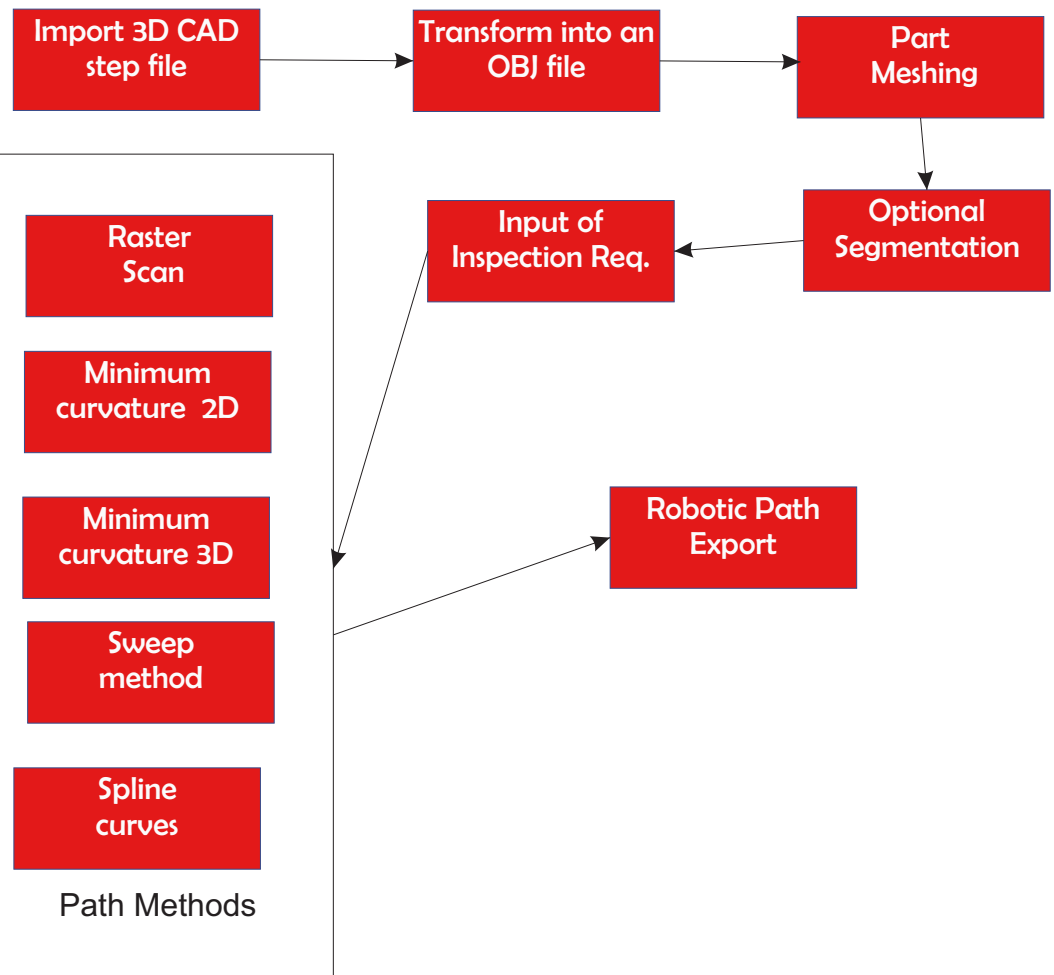 Import 3D CAD
step file
Transform into an
OBJ file
Part
Meshing
Optional
Segmentation
Input of
Inspection Req.
Raster
Scan
Minimum
curvature 2D
Minimum
curvature 3D
Sweep
method
Spline
curves
Path Methods
Robotic Path
Export